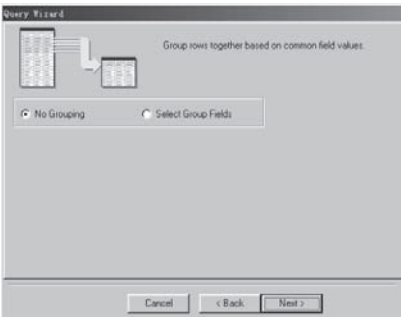 Query Wizard
Group rows together based on common field values.
No Grouping
Select Group Fields
Cancel
< Back
Next >